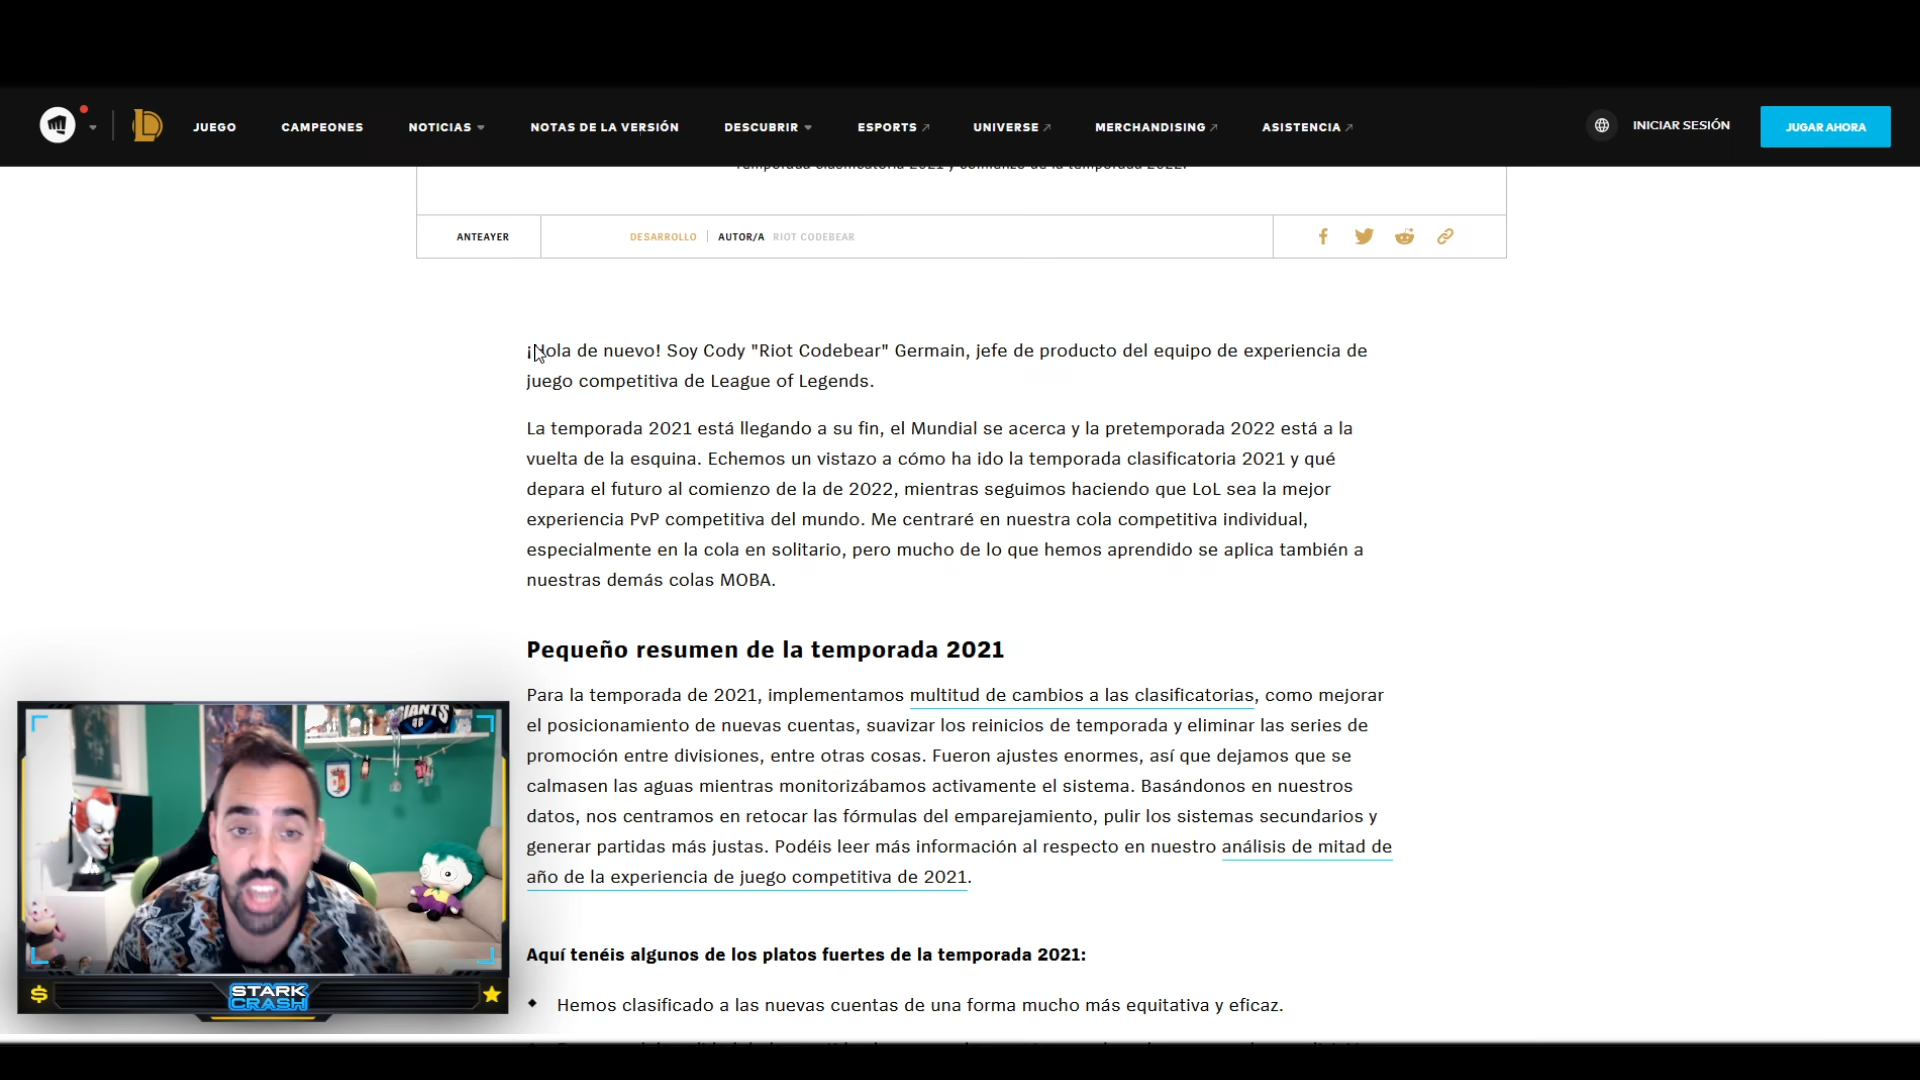 JUEGO CAMPEONES NOTICIAS NOTAS DE LA VERSIÓN DESCUBRIR ESPORTS UNIVERSE MERCHANDISING ASISTENCIA INICIAR SESIÓN JUGAR AHORA
Temporada clasificatoria 2021 y comienzo de la temporada 2022.
ANTEAYER DESARROLLO AUTOR/A RIOT CODEBEAR
¡Hola de nuevo! Soy Cody "Riot Codebear" Germain, jefe de producto del equipo de experiencia de
juego competitiva de League of Legends.
La temporada 2021 está llegando a su fin, el Mundial se acerca y la pretemporada 2022 está a la
vuelta de la esquina. Echemos un vistazo a cómo ha ido la temporada clasificatoria 2021 y qué
depara el futuro al comienzo de la de 2022, mientras seguimos haciendo que LoL sea la mejor
experiencia PvP competitiva del mundo. Me centraré en nuestra cola competitiva individual,
especialmente en la cola en solitario, pero mucho de lo que hemos aprendido se aplica también a
nuestras demás colas MOBA.
Pequeño resumen de la temporada 2021
Para la temporada de 2021, implementamos multitud de cambios a las clasificatorias, como mejorar
el posicionamiento de nuevas cuentas, suavizar los reinicios de temporada y eliminar las series de
promoción entre divisiones, entre otras cosas. Fueron ajustes enormes, así que dejamos que se
calmasen las aguas mientras monitorizábamos activamente el sistema. Basándonos en nuestros
datos, nos centramos en retocar las fórmulas del emparejamiento, pulir los sistemas secundarios y
generar partidas más justas. Podéis leer más información al respecto en nuestro análisis de mitad de
año de la experiencia de juego competitiva de 2021.
Aquí tenéis algunos de los platos fuertes de la temporada 2021:
Hemos clasificado a las nuevas cuentas de una forma mucho más equitativa y eficaz.
GIANTS
STARK
CRASH